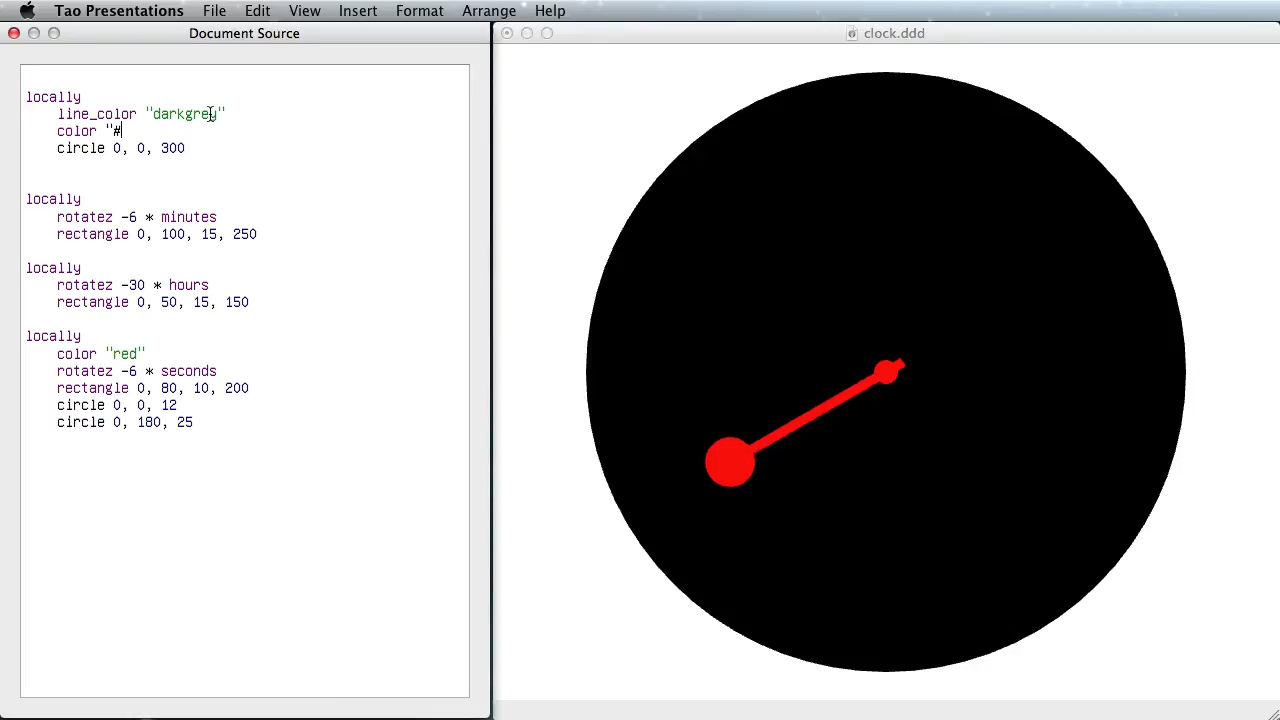 Tao Presentations File Edit View Insert Format Arrange Help
Document Source
clock.ddd
locally
line_color "darkgrey"
color "#
circle 0, 0, 300
locally
rotatez -6 * minutes
rectangle 0, 100, 15, 250
locally
rotatez -30 * hours
rectangle 0, 50, 15, 150
locally
color "red"
rotatez -6 * seconds
rectangle 0, 80, 10, 200
circle 0, 0, 12
circle 0, 180, 25